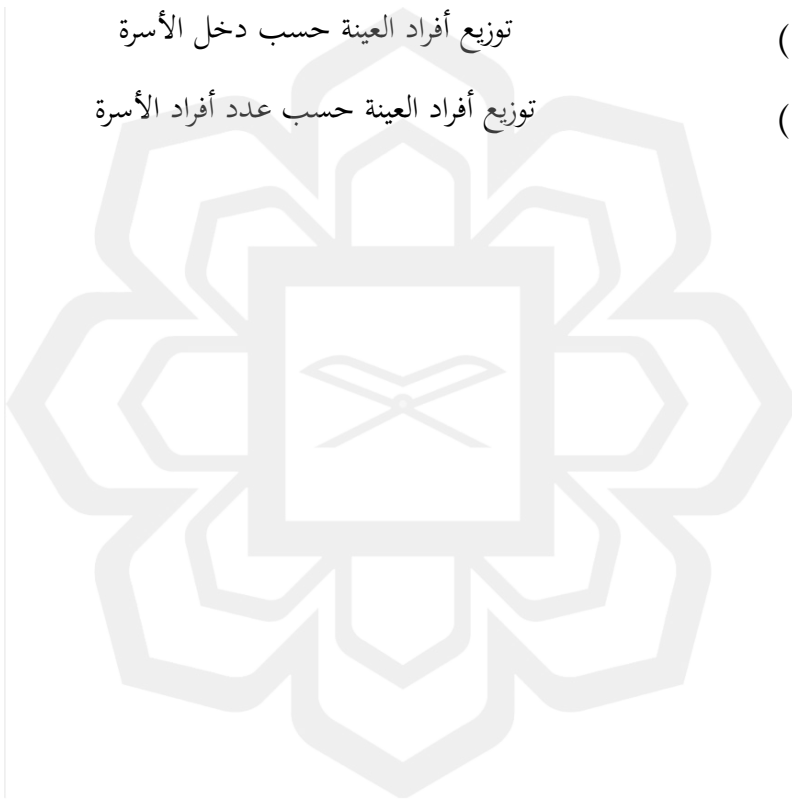 ) توزيع أفراد العينة حسب دخل الأسرة
) توزيع أفراد العينة حسب عدد أفراد الأسرة